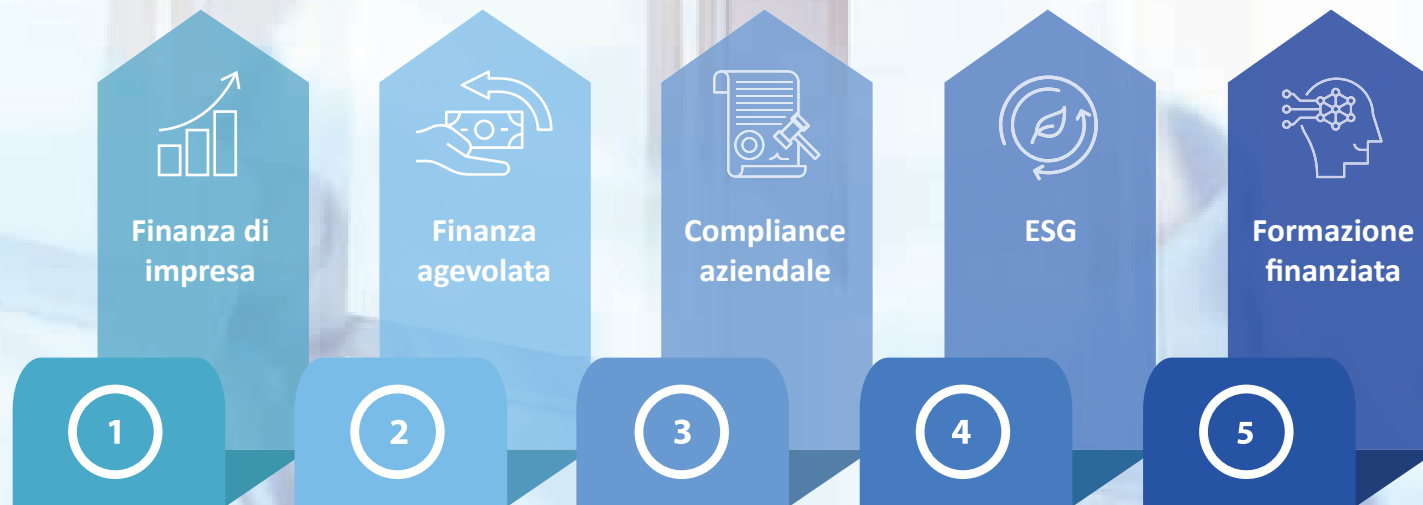 Finanza di
impresa
Finanza
agevolata
Compliance
aziendale
ESG
Formazione
finanziata
1
2
3
4
5